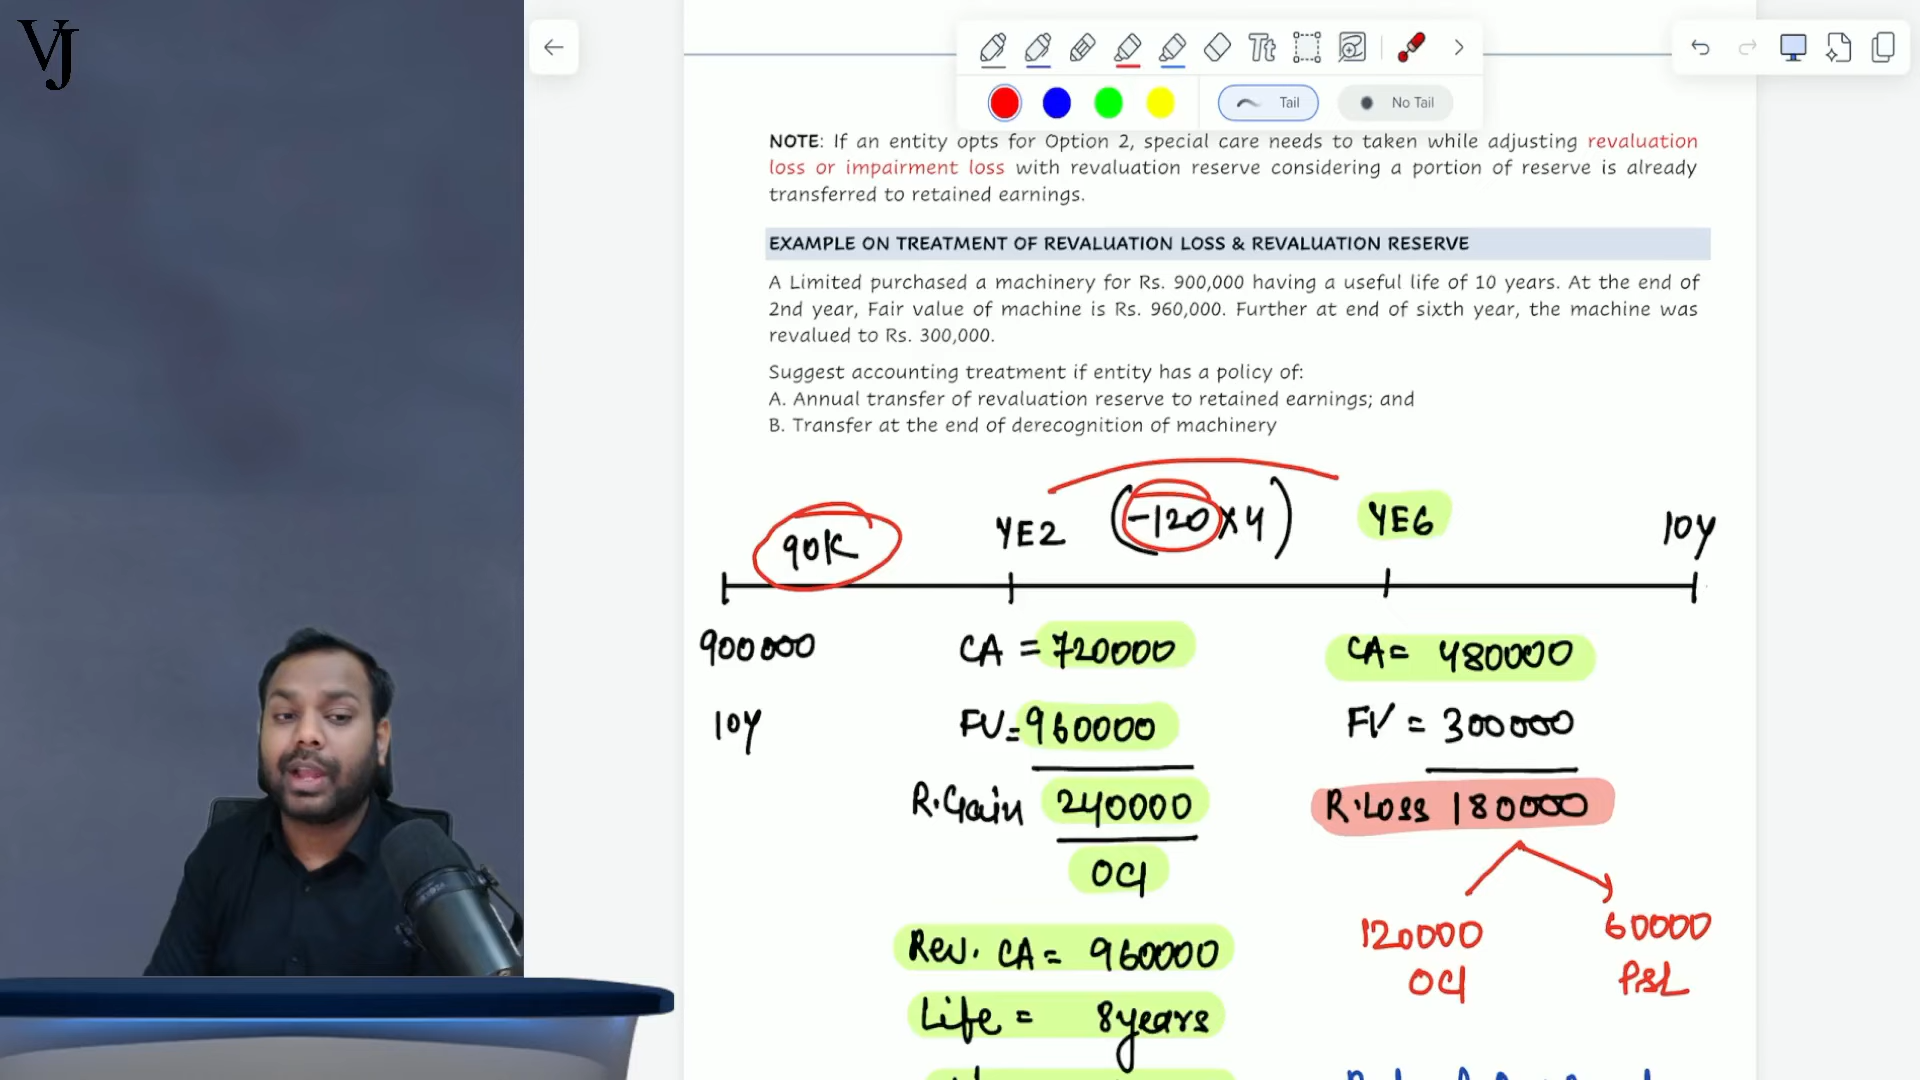 VJ
Tail
No Tail
NOTE: If an entity opts for Option 2, special care needs to taken while adjusting revaluation
loss or impairment loss with revaluation reserve considering a portion of reserve is already
transferred to retained earnings.
EXAMPLE ON TREATMENT OF REVALUATION LOSS & REVALUATION RESERVE
A Limited purchased a machinery for Rs. 900,000 having a useful life of 10 years. At the end of
2nd year, Fair value of machine is Rs. 960,000. Further at end of sixth year, the machine was
revalued to Rs. 300,000.
Suggest accounting treatment if entity has a policy of:
A. Annual transfer of revaluation reserve to retained earnings; and
B. Transfer at the end of derecognition of machinery
90K YE2 (-120x4) YE6 10Y
900000 CA = 720000 CA = 480000
10Y FV = 960000 FV = 300000
R.Gain 240000 R.Loss 180000
OCI
120000 60000
Rev. CA = 960000
OCI P&L
Life = 8years